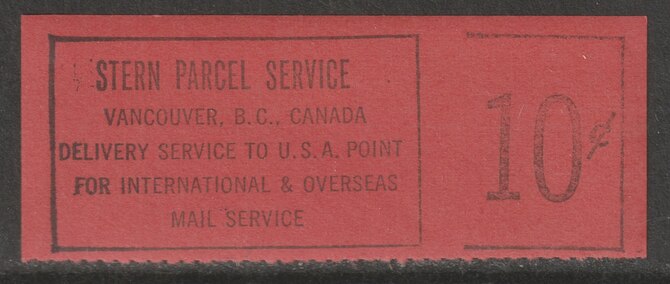 STERN PARCEL SERVICE
VANCOUVER, B.C., CANADA
DELIVERY SERVICE TO U.S.A. POINT
FOR INTERNATIONAL & OVERSEAS
MAIL SERVICE
10¢